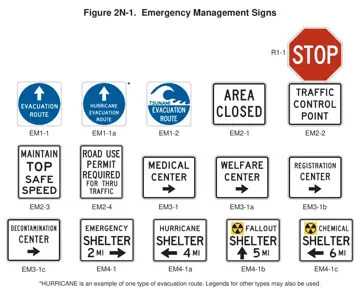 Figure 2N-1. Emergency Management Signs
R1-1
STOP
EVACUATION
ROUTE
EM1-1
HURRICANE
EVACUATION
ROUTE
*
EM1-1a
TSUNAMI
EVACUATION
ROUTE
EM1-2
AREA
CLOSED
EM2-1
TRAFFIC
CONTROL
POINT
EM2-2
MAINTAIN
TOP
SAFE
SPEED
EM2-3
ROAD USE
PERMIT
REQUIRED
FOR THRU
TRAFFIC
EM2-4
MEDICAL
CENTER
EM3-1
WELFARE
CENTER
EM3-1a
REGISTRATION
CENTER
EM3-1b
DECONTAMINATION
CENTER
EM3-1c
EMERGENCY
SHELTER
2 MI
EM4-1
HURRICANE
SHELTER
4 MI
EM4-1a
FALLOUT
SHELTER
5 MI
EM4-1b
CHEMICAL
SHELTER
6 MI
EM4-1c
*HURRICANE is an example of one type of evacuation route. Legends for other types may also be used.